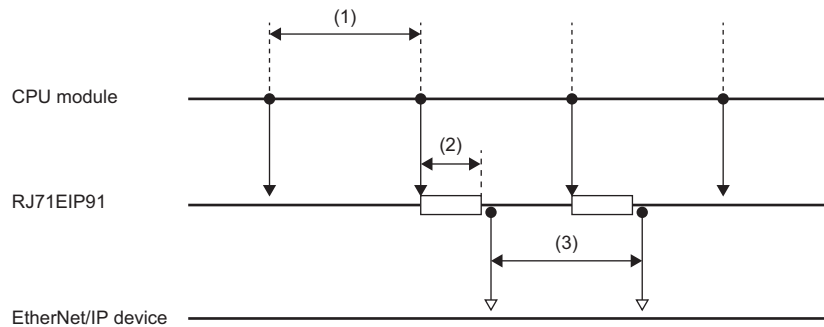 (1)
CPU module
(2)
RJ71EIP91
(3)
EtherNet/IP device